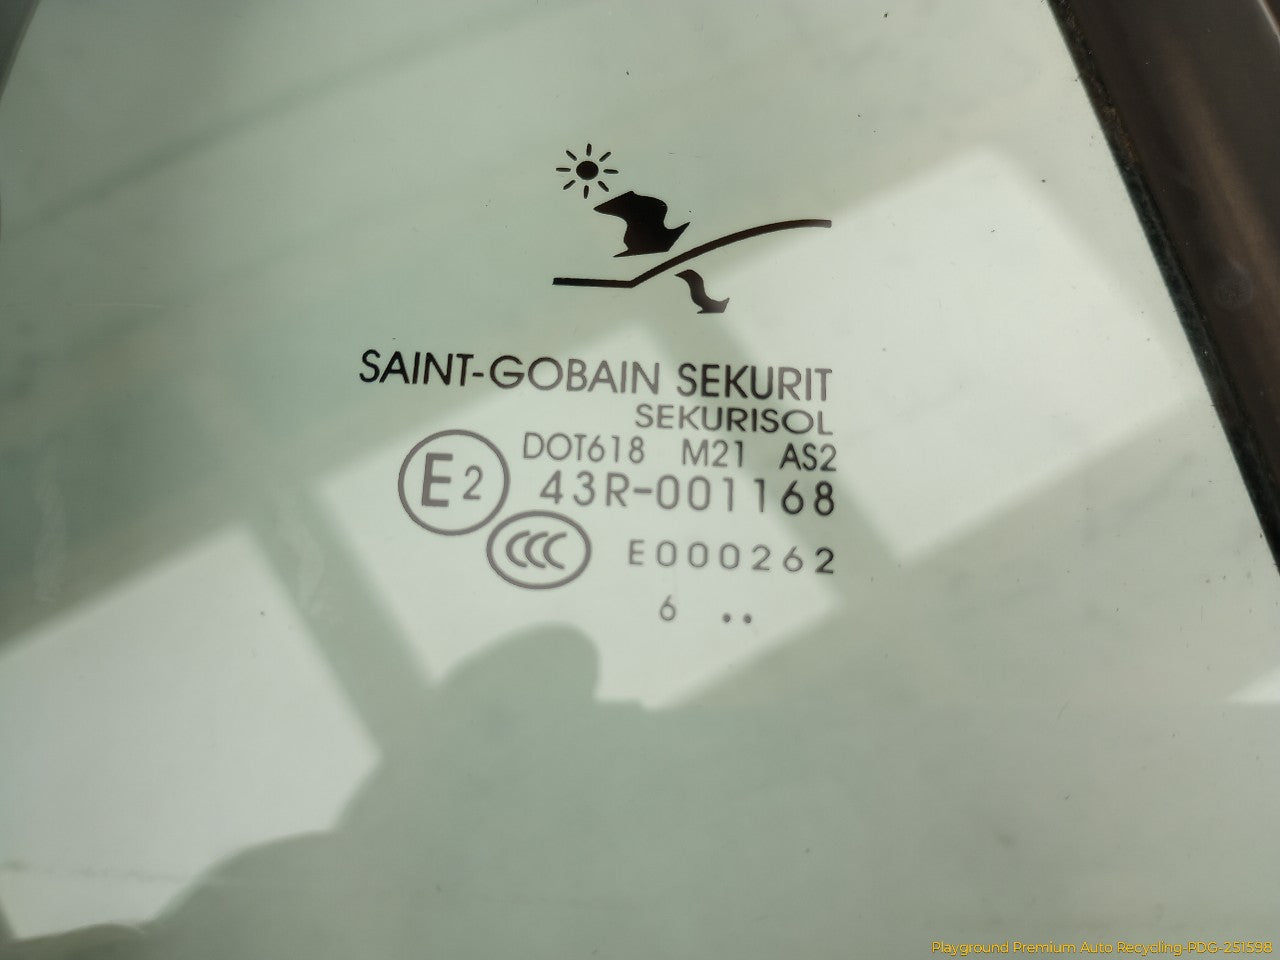 SAINT-GOBAIN SEKURIT
SEKURISOL
DOT618 M21 AS2
E2 43R-001168
CCC E000262
6 ..
Playground Premium Auto Recycling-PDG-251598